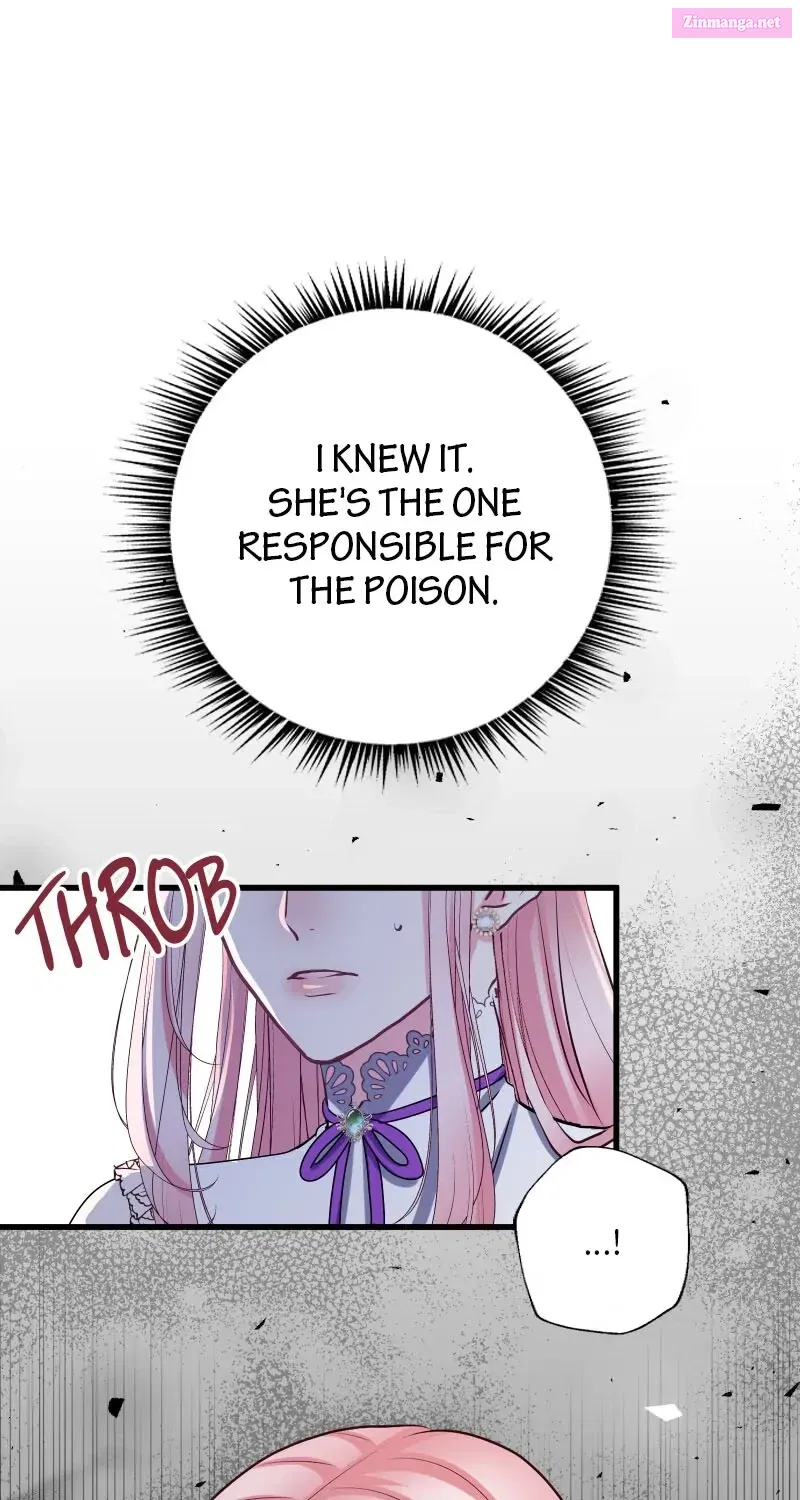 Zinmanga.net
I KNEW IT.
SHE'S THE ONE
RESPONSIBLE FOR
THE POISON.
THROB
...!